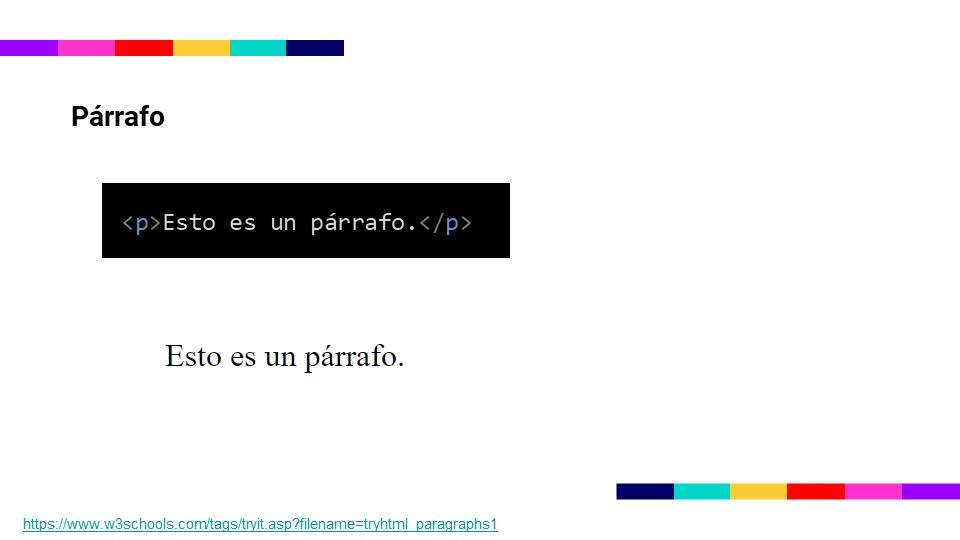 Párrafo
<p>Esto es un párrafo.</p>
Esto es un párrafo.
https://www.w3schools.com/tags/tryit.asp?filename=tryhtml_paragraphs1